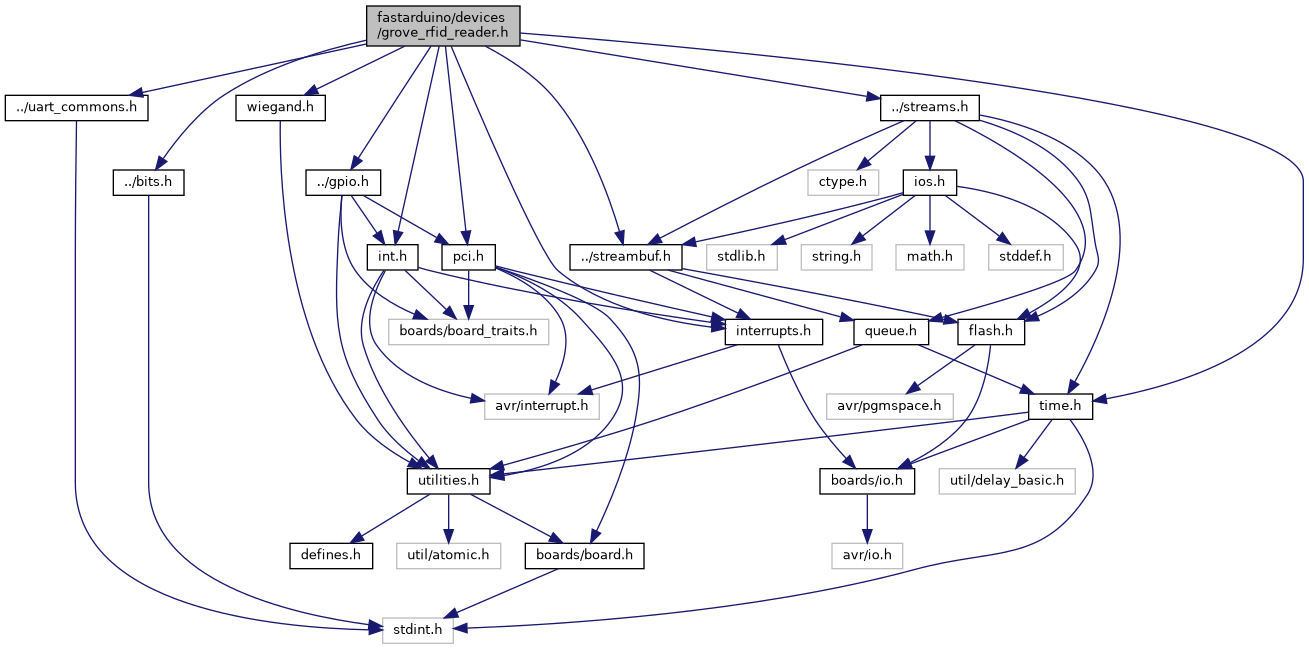 fastarduino/devices
/grove_rfid_reader.h
../uart_commons.h
wiegand.h
../streams.h
../bits.h
../gpio.h
ctype.h
ios.h
int.h
pci.h
../streambuf.h
stdlib.h
string.h
math.h
stddef.h
boards/board_traits.h
interrupts.h
queue.h
flash.h
avr/interrupt.h
avr/pgmspace.h
time.h
utilities.h
boards/io.h
util/delay_basic.h
defines.h
util/atomic.h
boards/board.h
avr/io.h
stdint.h